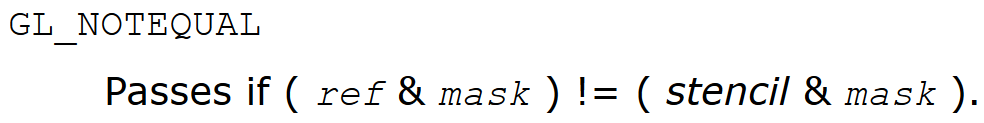 GL_NOTEQUAL
Passes if ( ref & mask ) != ( stencil & mask ).